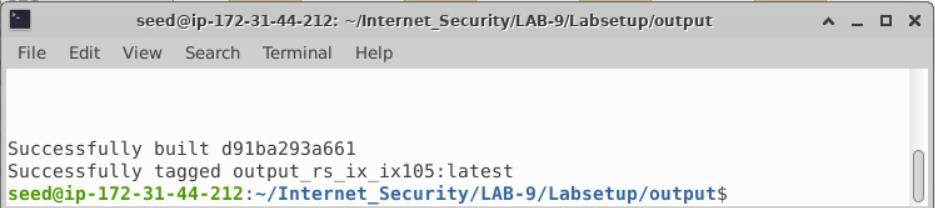 seed@ip-172-31-44-212: ~/Internet_Security/LAB-9/Labsetup/output
File Edit View Search Terminal Help
Successfully built d91ba293a661
Successfully tagged output_rs_ix_ix105:latest
seed@ip-172-31-44-212:~/Internet_Security/LAB-9/Labsetup/output$